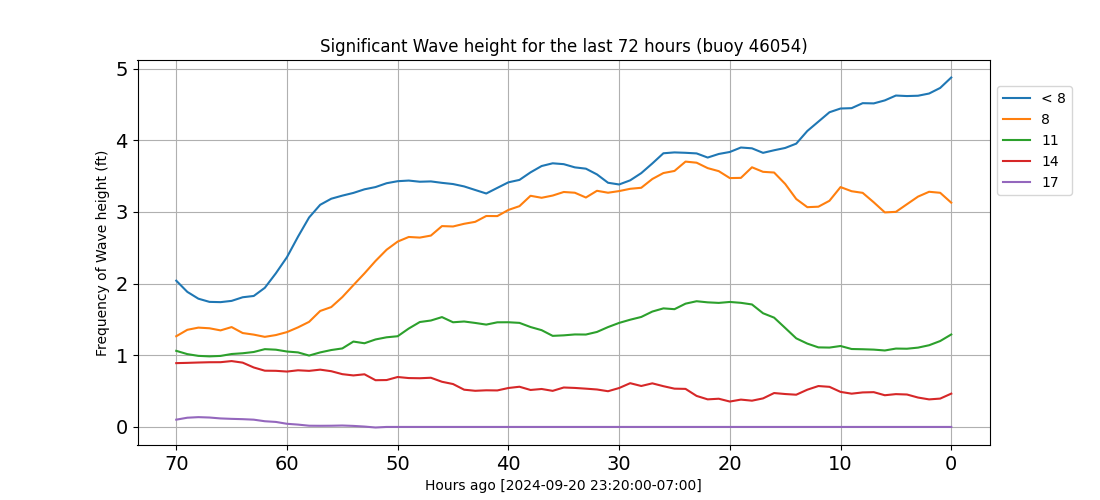 Significant Wave height for the last 72 hours (buoy 46054)
Frequency of Wave height (ft)
5
4
3
2
1
0
70 60 50 40 30 20 10 0
Hours ago [2024-09-20 23:20:00-07:00]
< 8
8
11
14
17